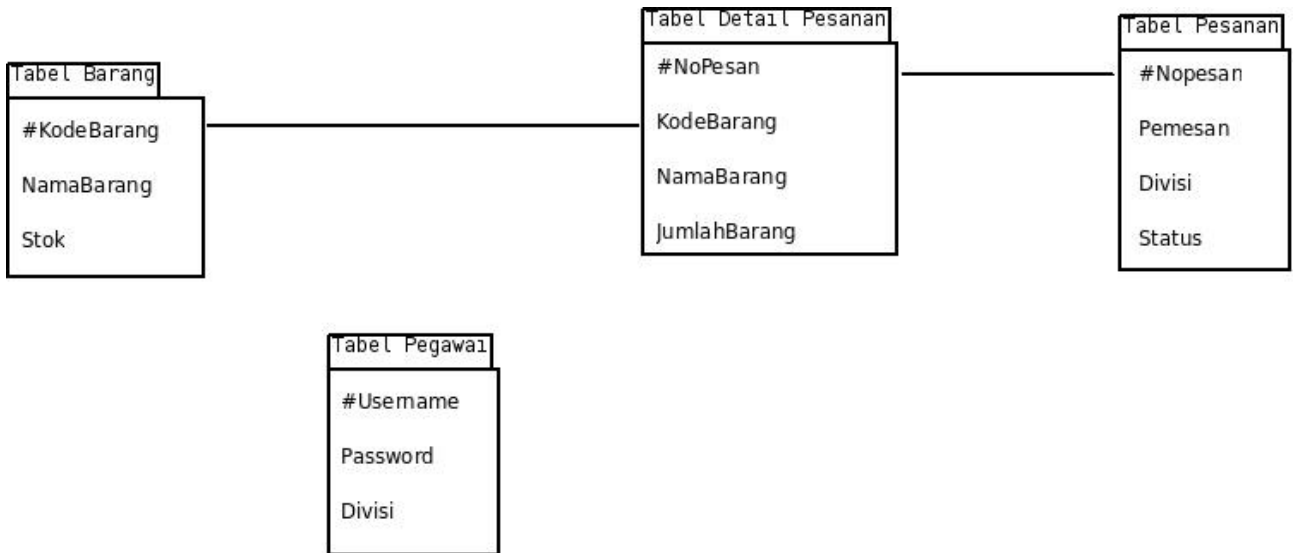 Tabel Barang
#KodeBarang
NamaBarang
Stok
Tabel Detail Pesanan
#NoPesan
KodeBarang
NamaBarang
JumlahBarang
Tabel Pesanan
#Nopesan
Pemesan
Divisi
Status
Tabel Pegawai
#Username
Password
Divisi